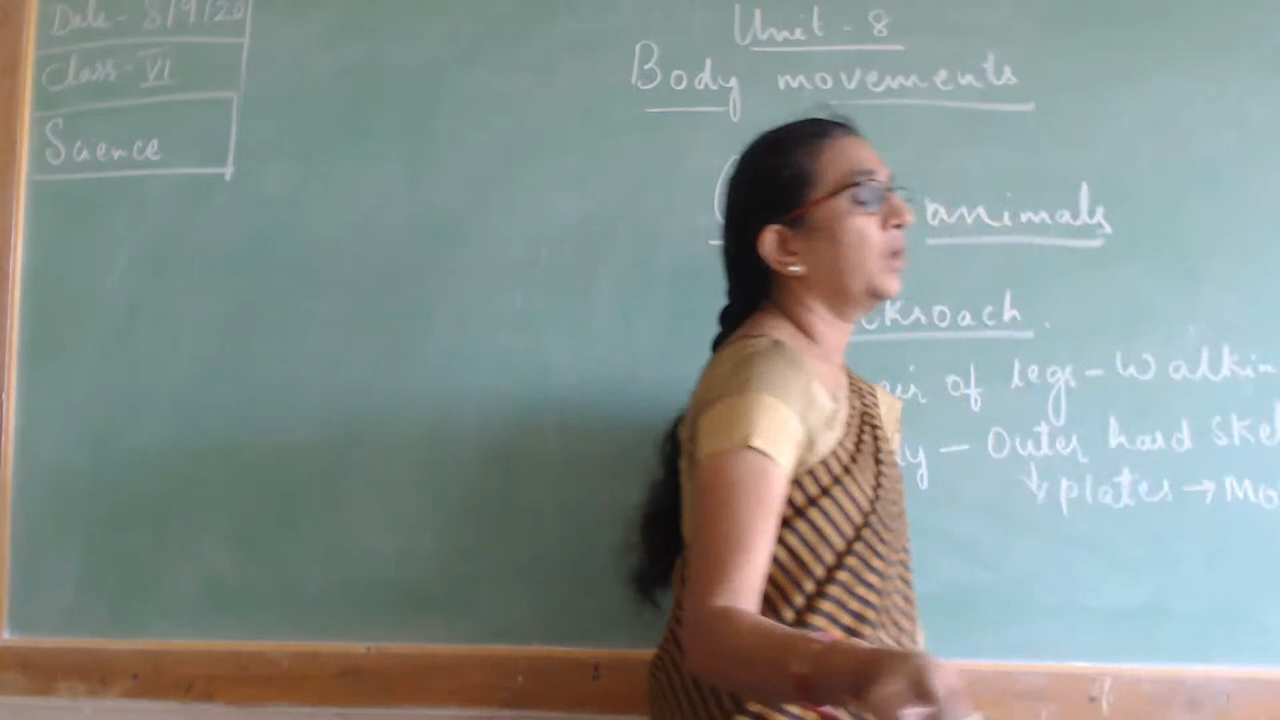 Date - 8/9/20
Class - VI
Science
Unit - 8
Body movements
animals
ckroach.
air of legs - Walkin
dy - Outer hard Skel
↓ plates → Mo